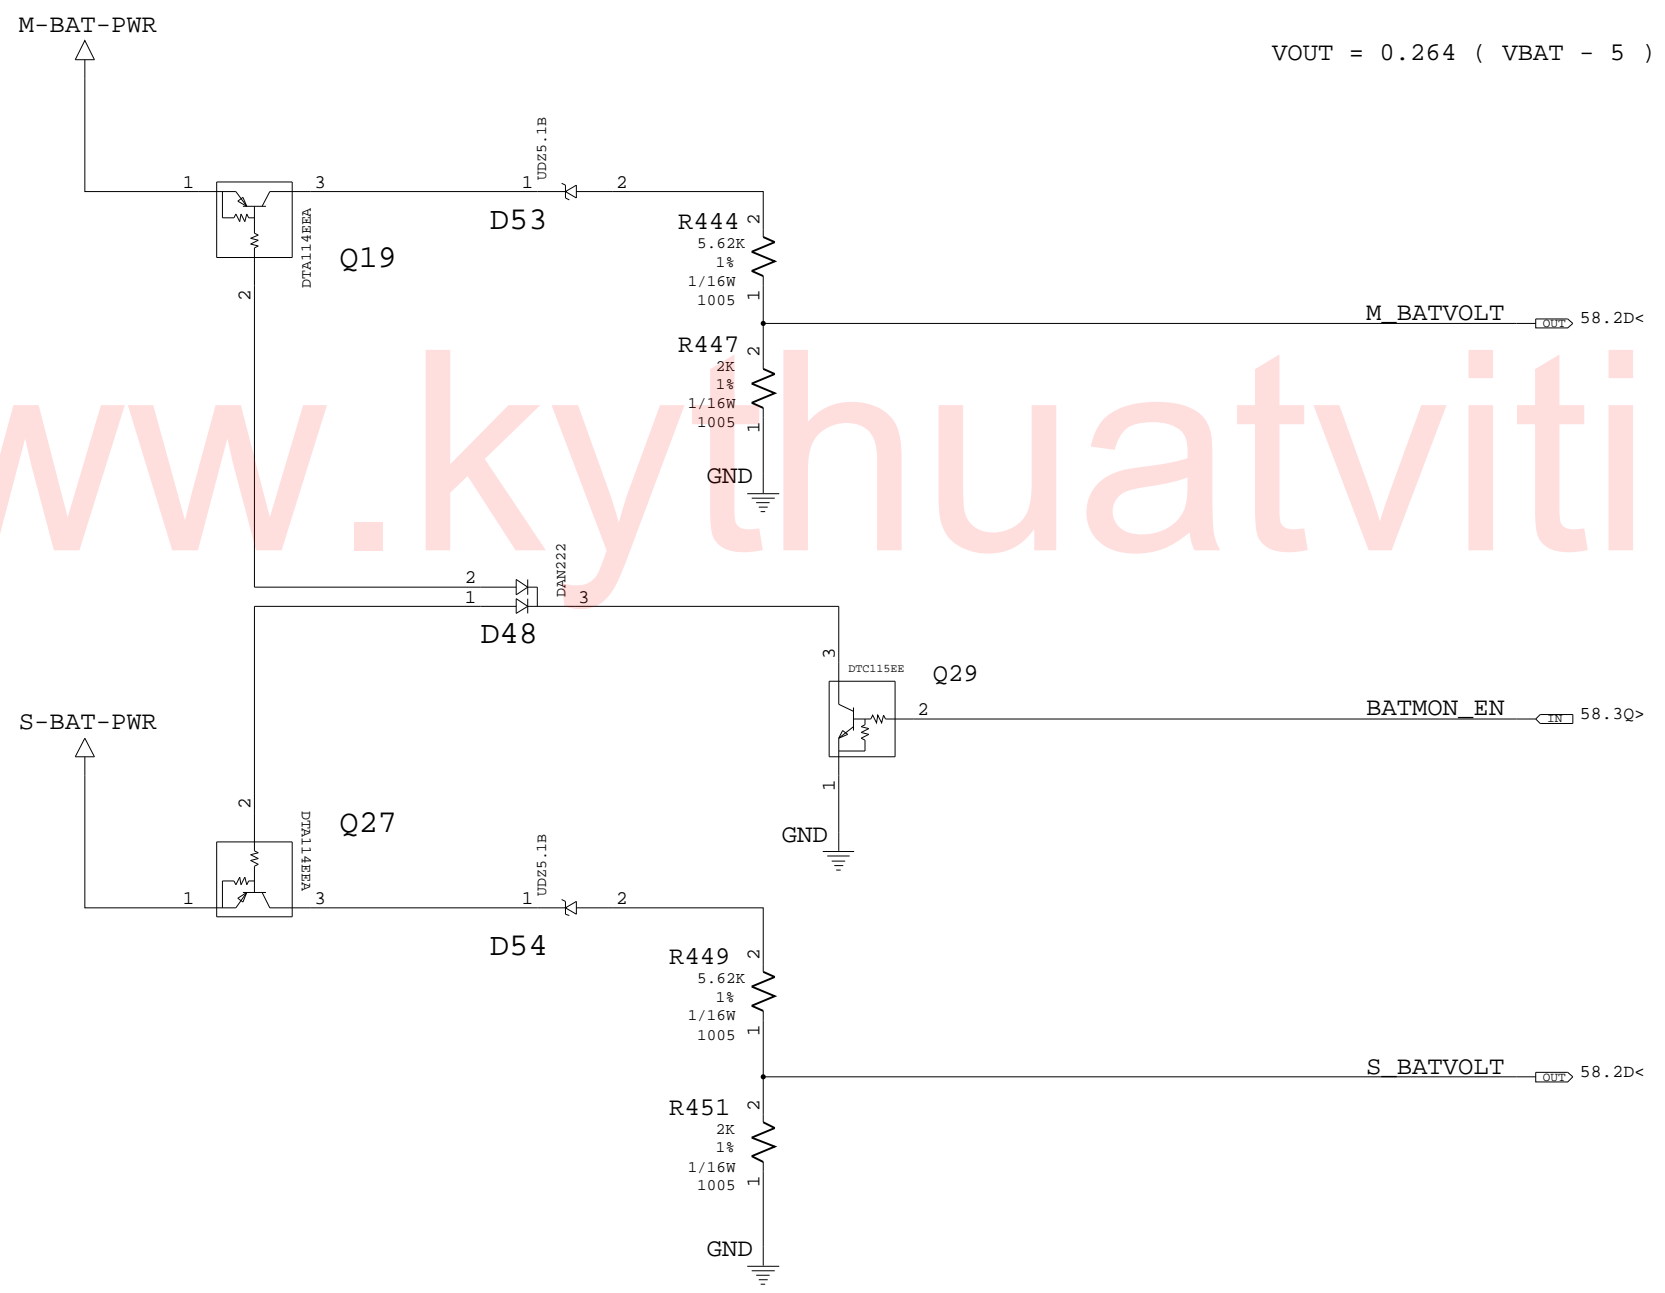 M-BAT-PWR
VOUT = 0.264 ( VBAT - 5 )
1
3
DTA114EEA
Q19
2
UDZ5.1B
1
2
D53
R444
5.62K
1%
1/16W
1005
2
1
M_BATVOLT
OUT
58.2D<
R447
2K
1%
1/16W
1005
2
1
GND
ww.kythuatviti
2
1
DAN222
3
D48
3
DTC115EE
Q29
2
BATMON_EN
IN
58.3Q>
1
GND
S-BAT-PWR
2
DTA114EEA
Q27
1
3
UDZ5.1B
1
2
D54
R449
5.62K
1%
1/16W
1005
2
1
S_BATVOLT
OUT
58.2D<
R451
2K
1%
1/16W
1005
2
1
GND